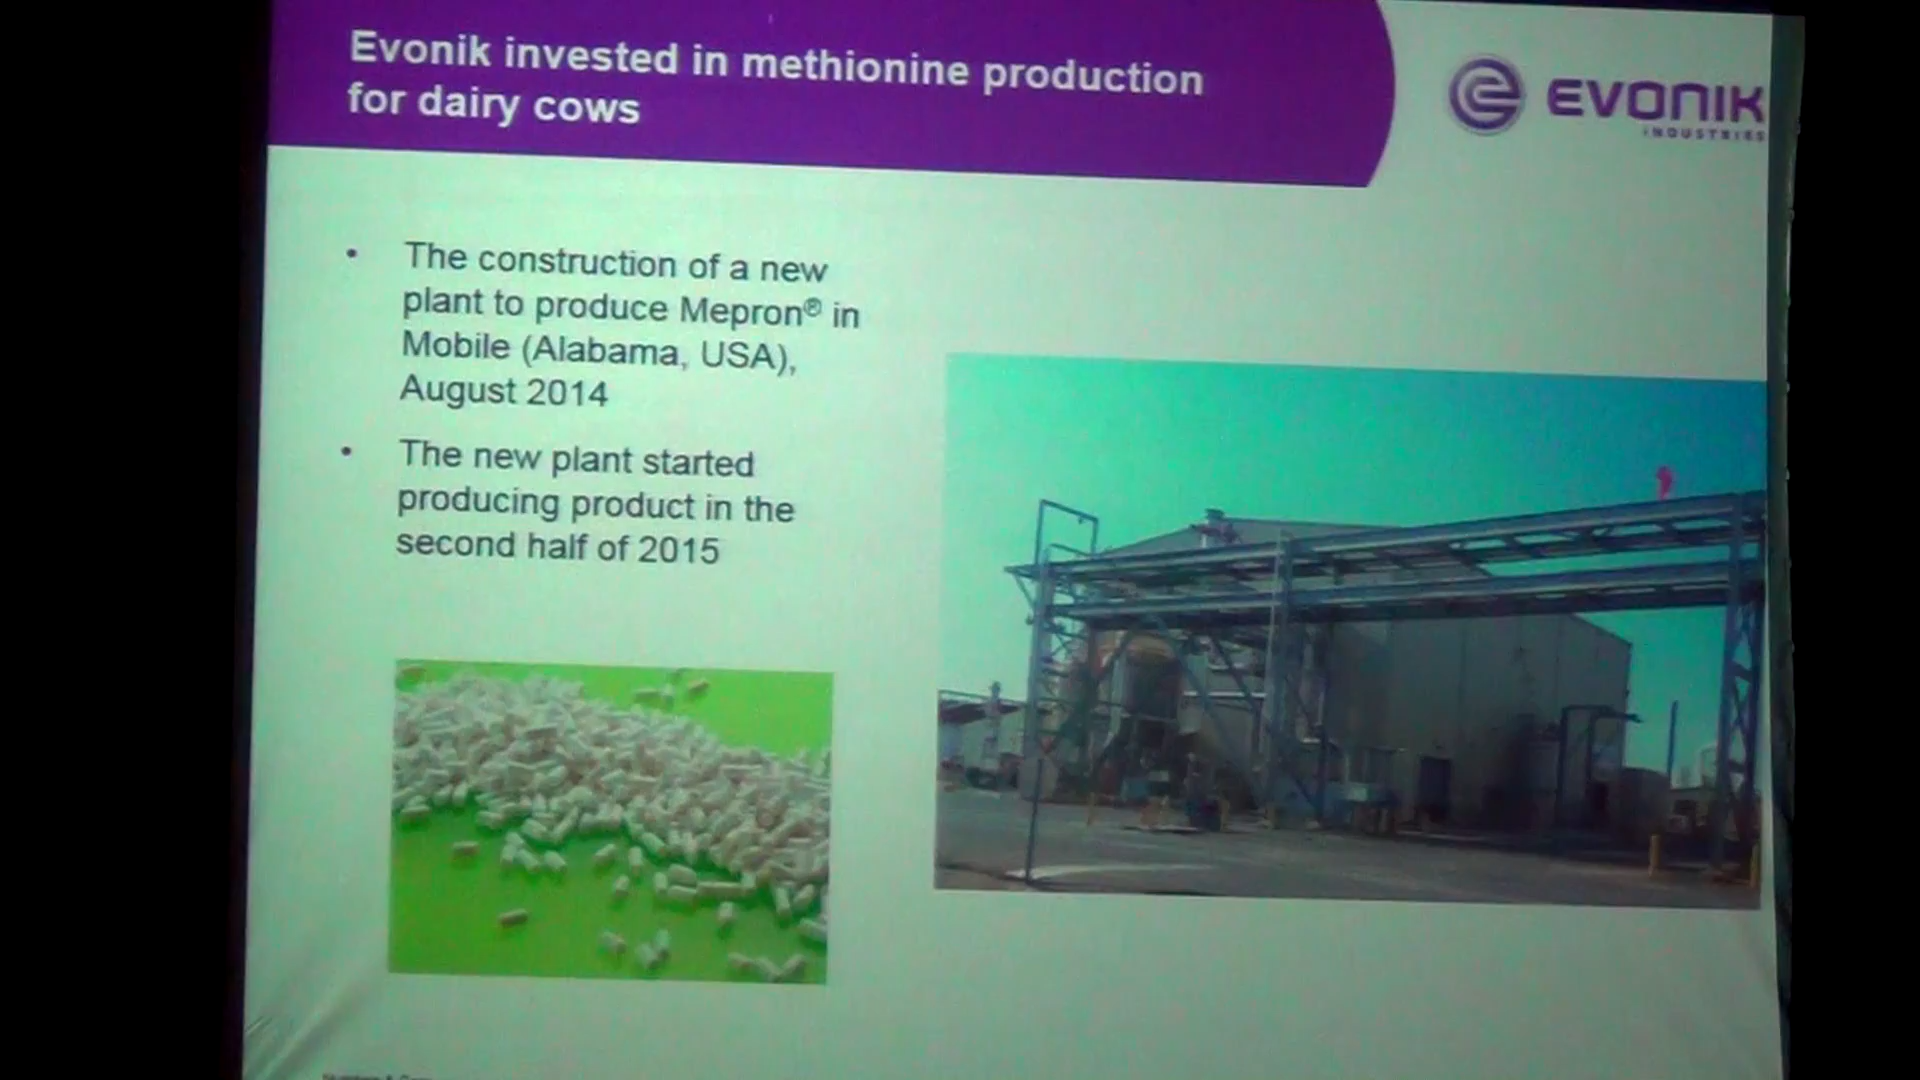 Evonik invested in methionine production
for dairy cows
EVONIK
INDUSTRIES
• The construction of a new
plant to produce Mepron® in
Mobile (Alabama, USA),
August 2014
• The new plant started
producing product in the
second half of 2015